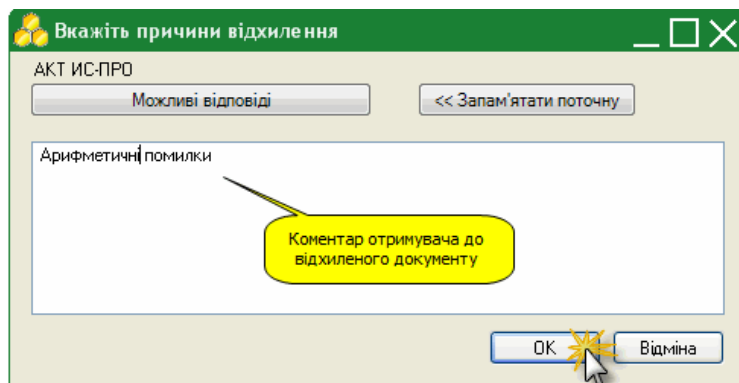 Вкажіть причини відхилення
АКТ ИС-ПРО
Можливі відповіді
<< Запам'ятати поточну
Арифметичні помилки
Коментар отримувача до
відхиленого документу
OK
Відміна